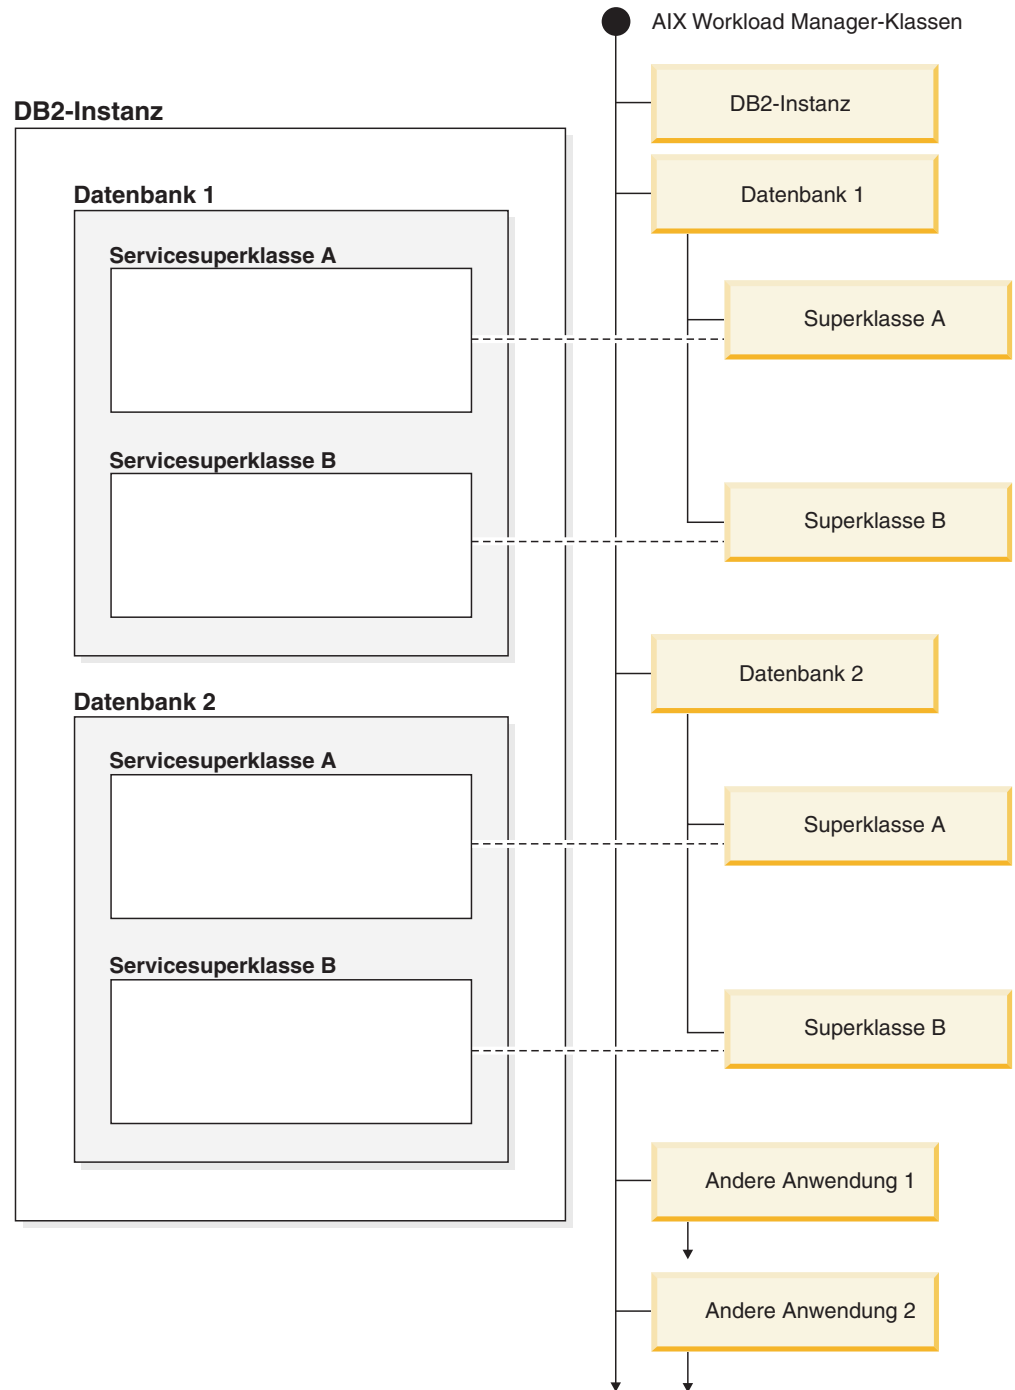 AIX Workload Manager-Klassen
DB2-Instanz
DB2-Instanz
Datenbank 1
Datenbank 1
Servicesuperklasse A
Superklasse A
Servicesuperklasse B
Superklasse B
Datenbank 2
Datenbank 2
Servicesuperklasse A
Superklasse A
Servicesuperklasse B
Superklasse B
Andere Anwendung 1
Andere Anwendung 2